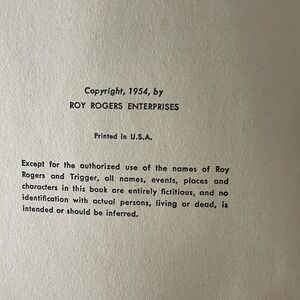 Copyright, 1954, by
ROY ROGERS ENTERPRISES
Printed in U.S.A.
Except for the authorized use of the names of Roy
Rogers and Trigger, all names, events, places and
characters in this book are entirely fictitious, and no
identification with actual persons, living or dead, is
intended or should be inferred.